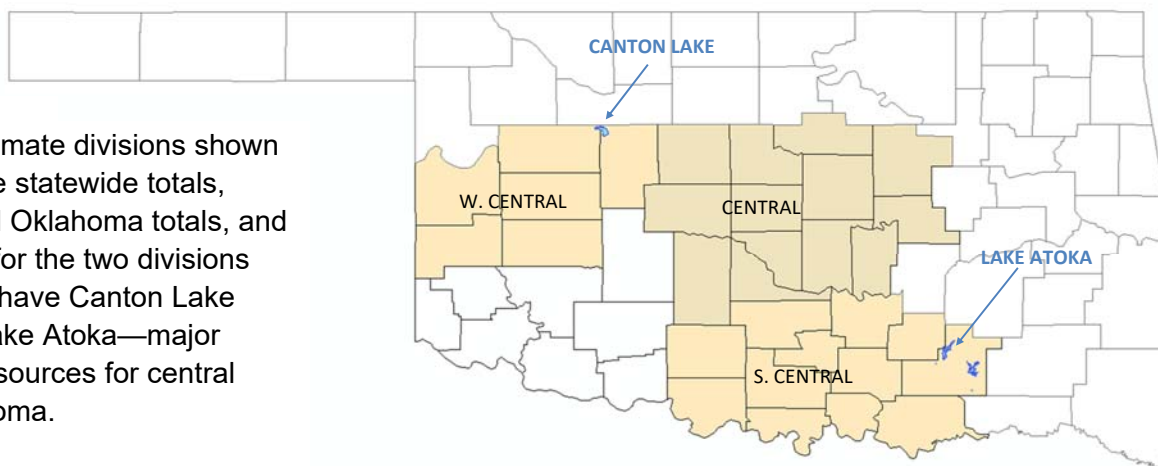 CANTON LAKE
mate divisions shown
e statewide totals,
l Oklahoma totals, and
for the two divisions
have Canton Lake
ake Atoka—major
sources for central
oma.
W. CENTRAL
CENTRAL
LAKE ATOKA
S. CENTRAL